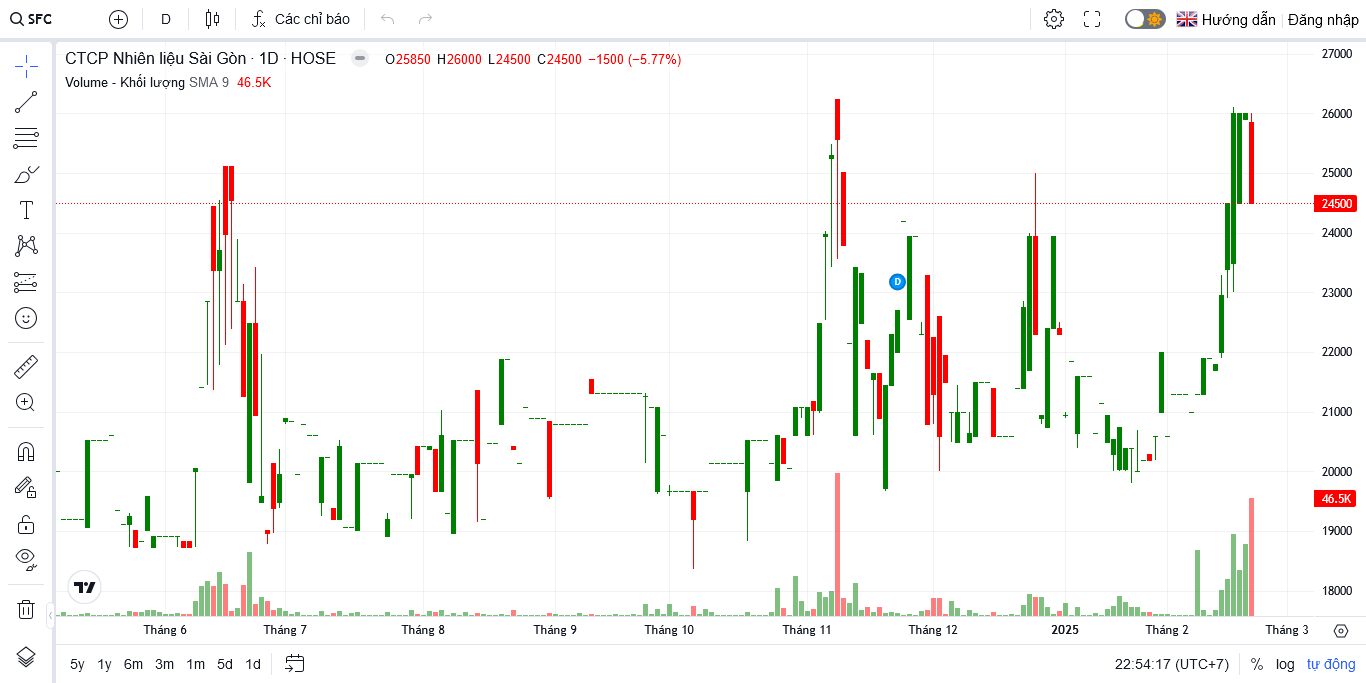 SFC D Các chỉ báo Hướng dẫn Đăng nhập
CTCP Nhiên liệu Sài Gòn · 1D · HOSE O25850 H26000 L24500 C24500 −1500 (−5.77%)
Volume - Khối lượng SMA 9 46.5K
27000
26000
25000
24500
24000
23000
D
22000
21000
20000
46.5K
19000
18000
Tháng 6 Tháng 7 Tháng 8 Tháng 9 Tháng 10 Tháng 11 Tháng 12 2025 Tháng 2 Tháng 3
5y 1y 6m 3m 1m 5d 1d 22:54:17 (UTC+7) % log tự động